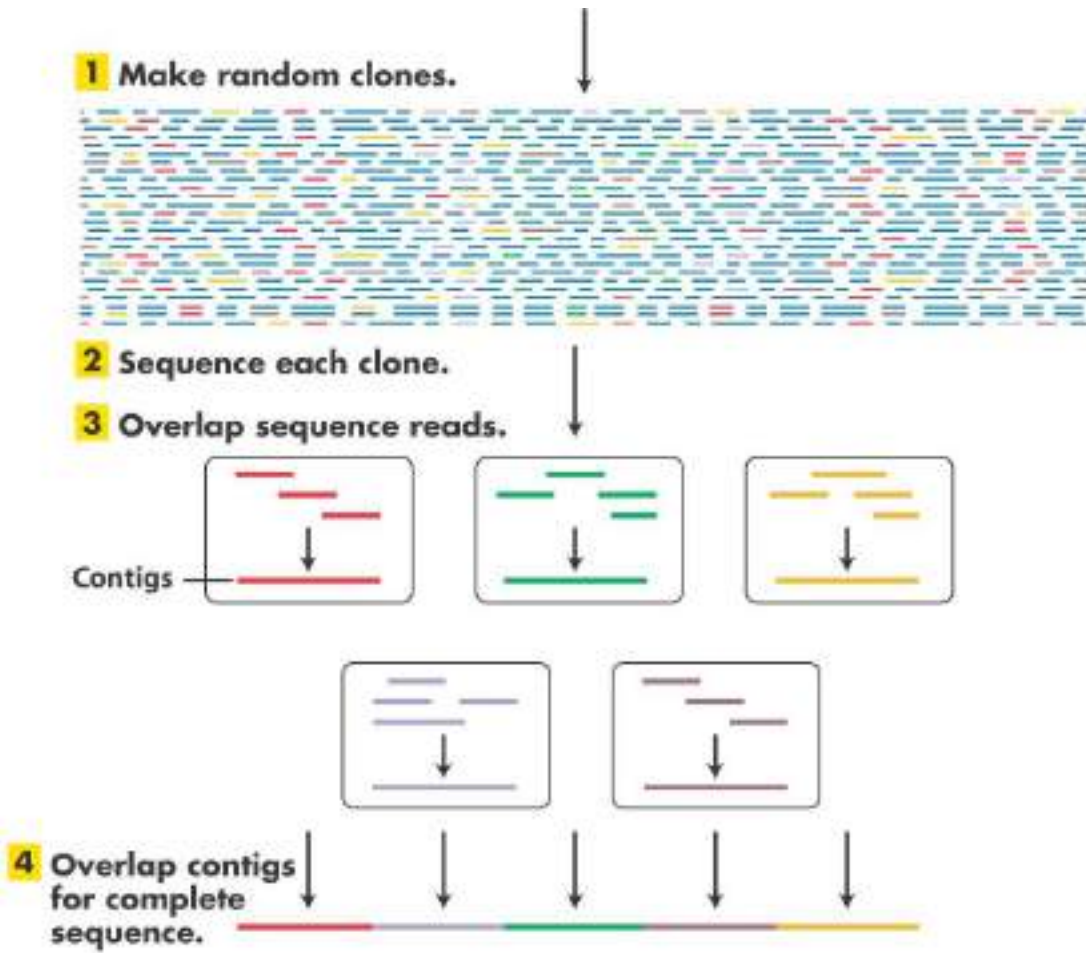 1 Make random clones.
2 Sequence each clone.
3 Overlap sequence reads.
Contigs
4 Overlap contigs
for complete
sequence.